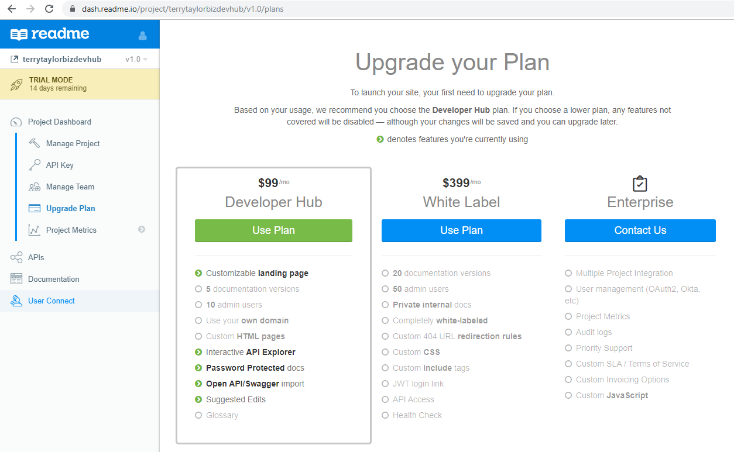 dash.readme.io/project/terrytaylorbizdevhub/v1.0/plans
readme
terrytaylorbizdevhub v1.0
TRIAL MODE
14 days remaining
Project Dashboard
Manage Project
API Key
Manage Team
Upgrade Plan
Project Metrics
APIs
Documentation
User Connect
Upgrade your Plan
To launch your site, your first need to upgrade your plan.
Based on your usage, we recommend you choose the Developer Hub plan. If you choose a lower plan, any features not
covered will be disabled — although your changes will be saved and you can upgrade later.
denotes features you're currently using
$99/mo
Developer Hub
Use Plan
Customizable landing page
5 documentation versions
10 admin users
Use your own domain
Custom HTML pages
Interactive API Explorer
Password Protected docs
Open API/Swagger import
Suggested Edits
Glossary
$399/mo
White Label
Use Plan
20 documentation versions
50 admin users
Private internal docs
Completely white-labeled
Custom 404 URL redirection rules
Custom CSS
Custom include tags
JWT login link
API Access
Health Check
Enterprise
Contact Us
Multiple Project Integration
User management (OAuth2, Okta,
etc)
Project Metrics
Audit logs
Priority Support
Custom SLA / Terms of Service
Custom Invoicing Options
Custom JavaScript